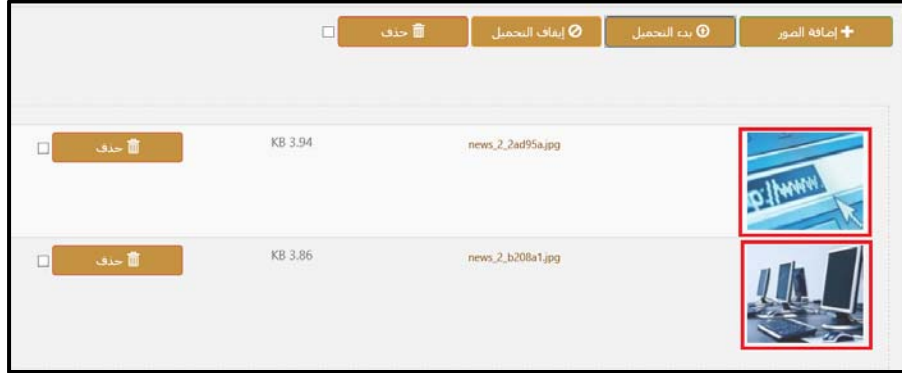 إضافة الصور بدء التحميل إيقاف التحميل حذف
news_2_2ad95a.jpg KB 3.94 حذف
p://www.
news_2_b208a1.jpg KB 3.86 حذف